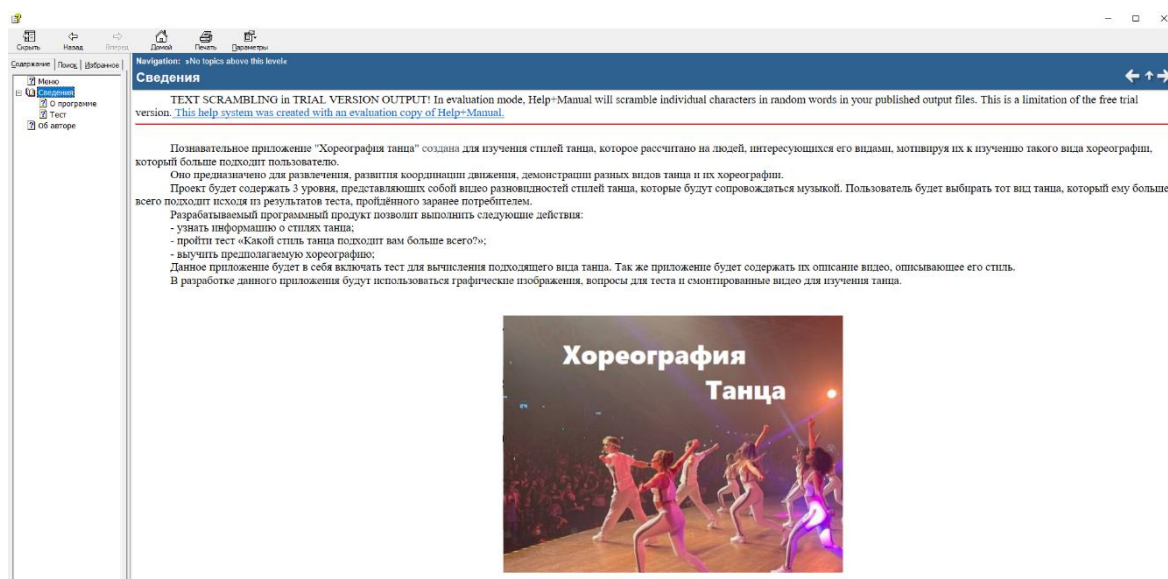 Скрыть Назад Вперед Домой Печать Параметры
Содержание Поиск Избранное
Меню
Сведения
О программе
Тест
Об авторе
Navigation: »No topics above this level«
Сведения
TEXT SCRAMBLING in TRIAL VERSION OUTPUT! In evaluation mode, Help+Manual will scramble individual characters in random words in your published output files. This is a limitation of the free trial
version. This help system was created with an evaluation copy of Help+Manual.
Познавательное приложение "Хореография танца" создана для изучения стилей танца, которое рассчитано на людей, интересующихся его видами, мотивируя их к изучению такого вида хореографии,
который больше подходит пользователю.
Оно предназначено для развлечения, развития координации движения, демонстрации разных видов танца и их хореографии.
Проект будет содержать 3 уровня, представляющих собой видео разновидностей стилей танца, которые будут сопровождаться музыкой. Пользователь будет выбирать тот вид танца, который ему больше
всего подходит исходя из результатов теста, пройдённого заранее потребителем.
Разрабатываемый программный продукт позволит выполнить следующие действия:
- узнать информацию о стилях танца;
- пройти тест «Какой стиль танца подходит вам больше всего?»;
- выучить предполагаемую хореографию;
Данное приложение будет в себя включать тест для вычисления подходящего вида танца. Так же приложение будет содержать их описание видео, описывающее его стиль.
В разработке данного приложения будут использоваться графические изображения, вопросы для теста и смонтированные видео для изучения танца.
Хореография
Танца